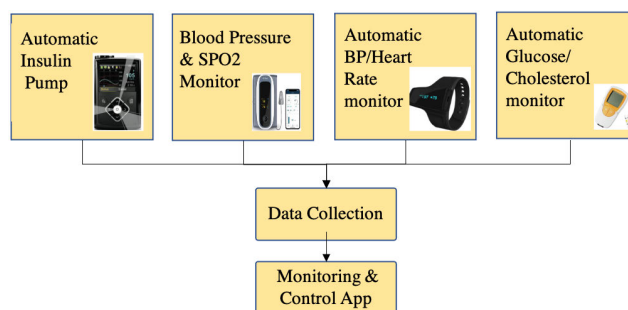 Automatic
Insulin
Pump
Blood Pressure
& SPO2
Monitor
Automatic
BP/Heart
Rate
monitor
Automatic
Glucose/
Cholesterol
monitor
Data Collection
Monitoring &
Control App